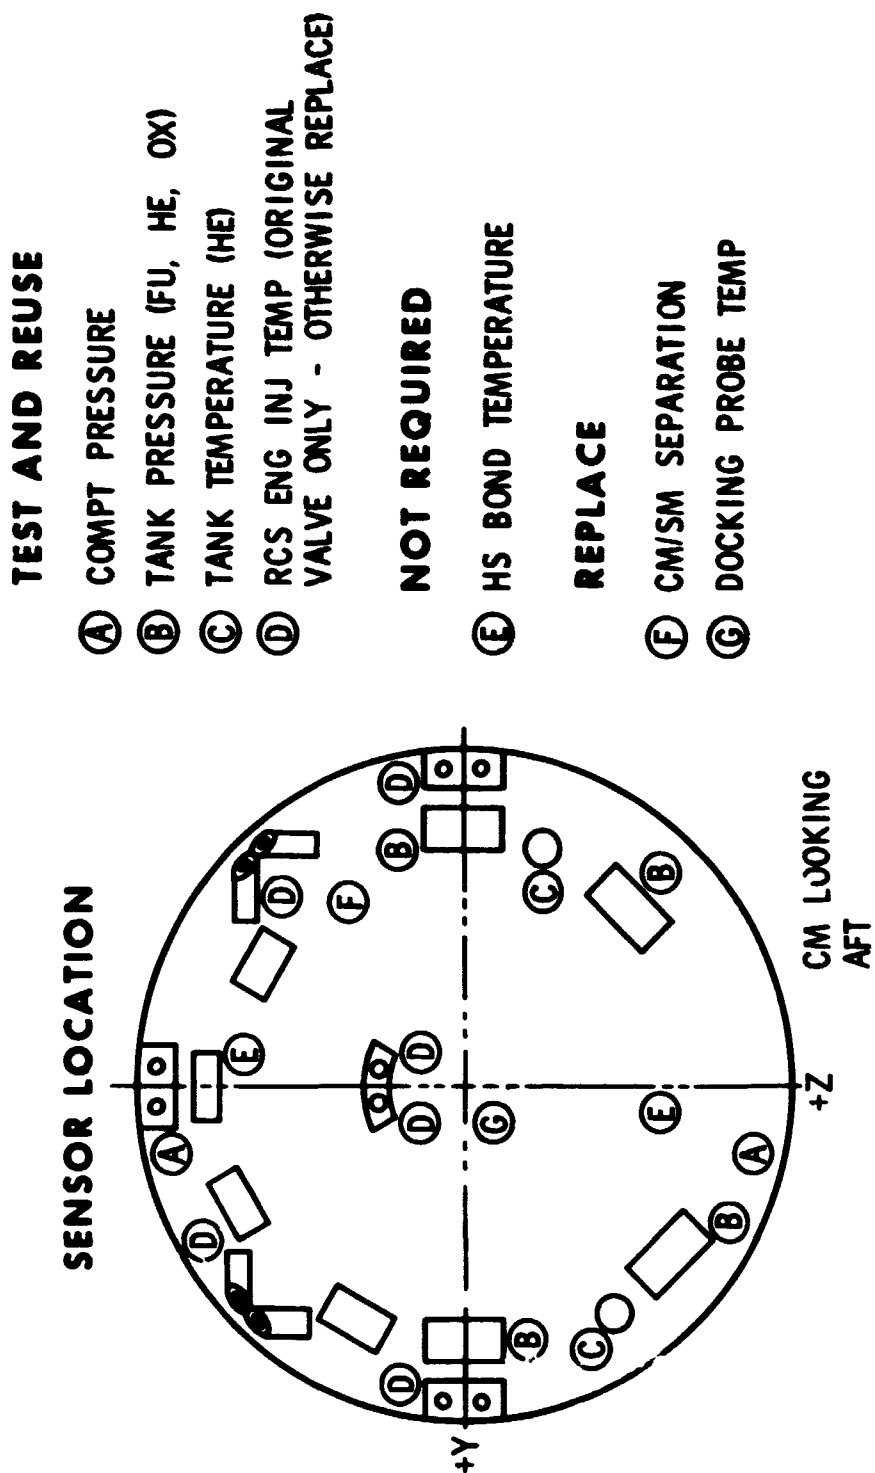 SENSOR LOCATION
A
D
D
B
D
E
D
D
G
F
D
B
C
B
C
B
A
E
B
+Y
+Z
CM LOOKING
AFT
TEST AND REUSE
A COMPT PRESSURE
B TANK PRESSURE (FU, HE, OX)
C TANK TEMPERATURE (HE)
D RCS ENG INJ TEMP (ORIGINAL
VALVE ONLY - OTHERWISE REPLACE)
NOT REQUIRED
E HS BOND TEMPERATURE
REPLACE
F CM/SM SEPARATION
G DOCKING PROBE TEMP